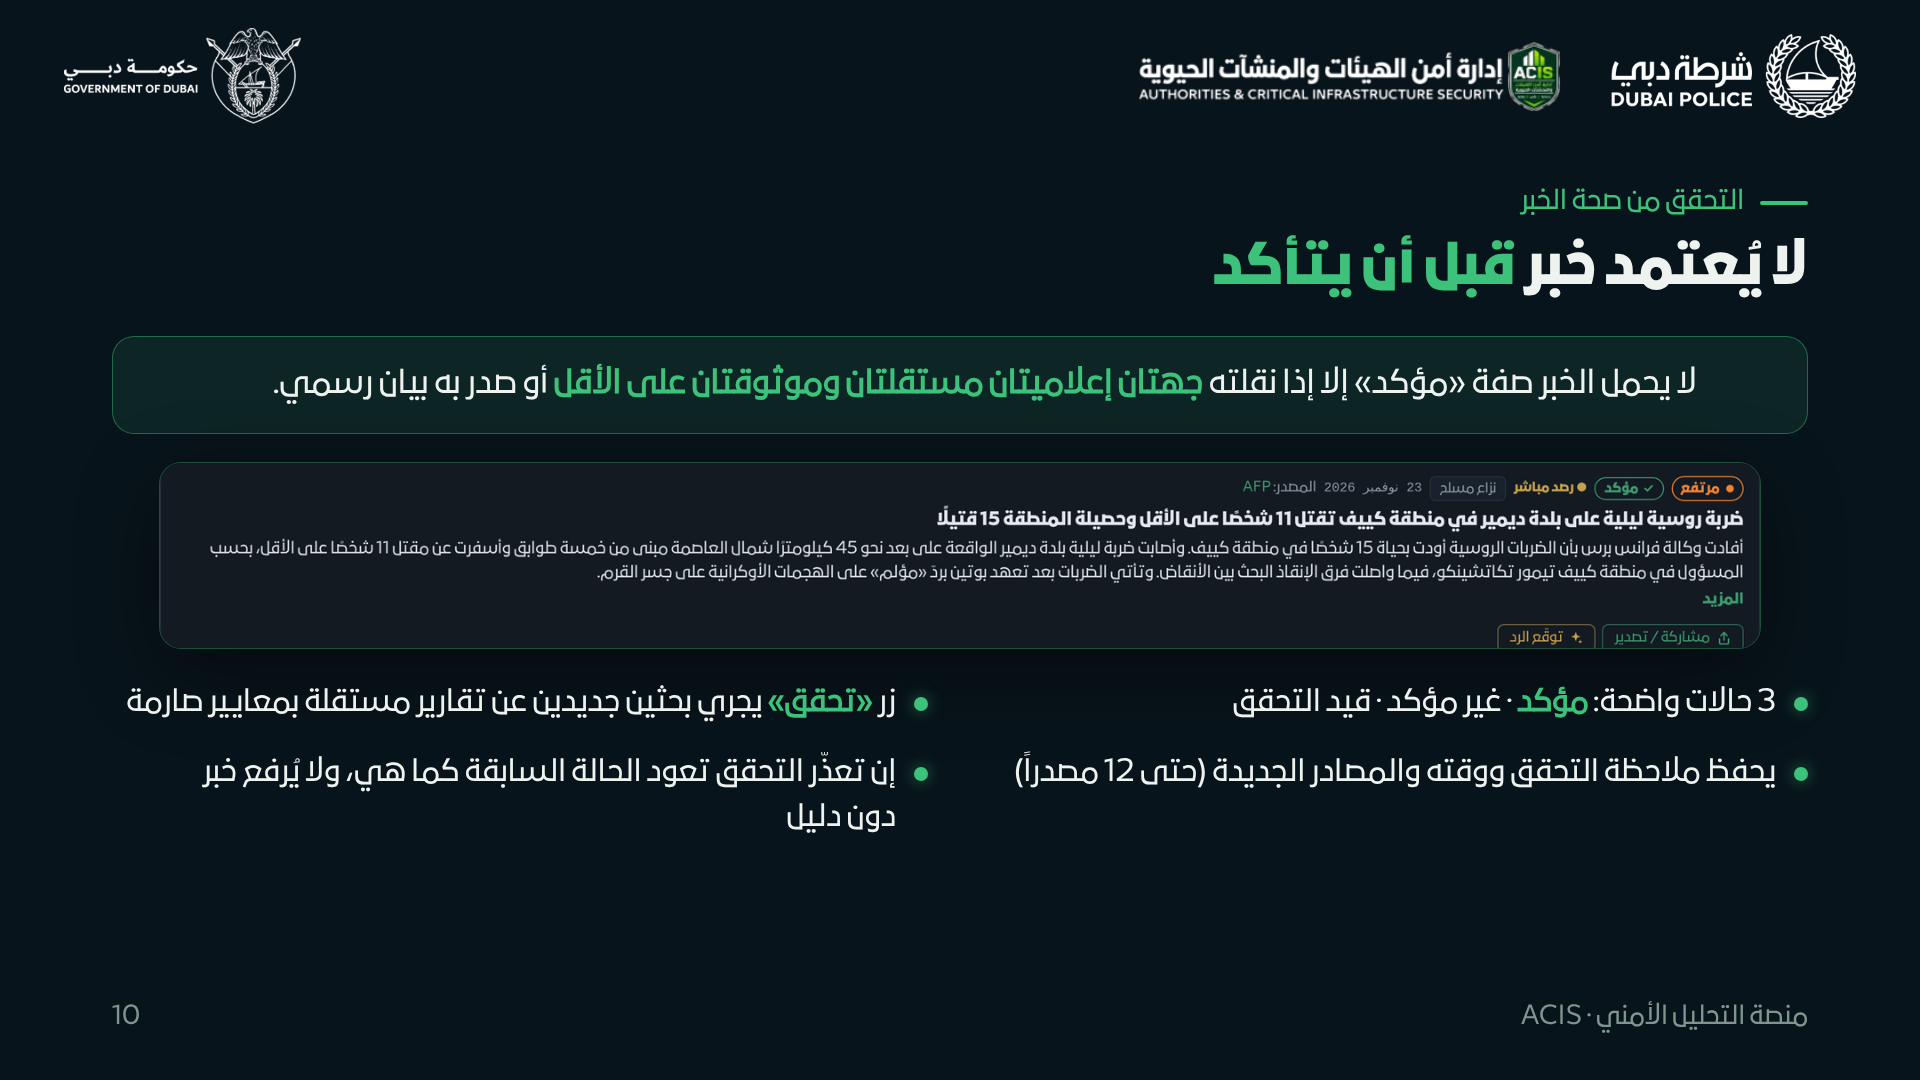 حكومة دبي
GOVERNMENT OF DUBAI
إدارة أمن الهيئات والمنشآت الحيوية
AUTHORITIES & CRITICAL INFRASTRUCTURE SECURITY
ACIS
شرطة دبي
DUBAI POLICE
التحقق من صحة الخبر
لا يُعتمد خبر قبل أن يتأكد
لا يحمل الخبر صفة «مؤكد» إلا إذا نقلته جهتان إعلاميتان مستقلتان وموثوقتان على الأقل أو صدر به بيان رسمي.
مرتفع ✓ مؤكد رصد مباشر نزاع مسلح 23 نوفمبر 2026 المصدر: AFP
ضربة روسية ليلية على بلدة ديمير في منطقة كييف تقتل 11 شخصًا على الأقل وحصيلة المنطقة 15 قتيلًا
أفادت وكالة فرانس برس بأن الضربات الروسية أودت بحياة 15 شخصًا في منطقة كييف. وأصابت ضربة ليلية بلدة ديمير الواقعة على بعد نحو 45 كيلومترًا شمال العاصمة مبنى من خمسة طوابق وأسفرت عن مقتل 11 شخصًا على الأقل، بحسب
المسؤول في منطقة كييف تيمور تكاتشينكو، فيما واصلت فرق الإنقاذ البحث بين الأنقاض. وتأتي الضربات بعد تعهد بوتين بردّ «مؤلم» على الهجمات الأوكرانية على جسر القرم.
المزيد
مشاركة / تصدير توقّع الرد
3 حالات واضحة: مؤكد · غير مؤكد · قيد التحقق
زر «تحقق» يجري بحثين جديدين عن تقارير مستقلة بمعايير صارمة
يحفظ ملاحظة التحقق ووقته والمصادر الجديدة (حتى 12 مصدراً)
إن تعذّر التحقق تعود الحالة السابقة كما هي، ولا يُرفع خبر
دون دليل
منصة التحليل الأمني · ACIS
10